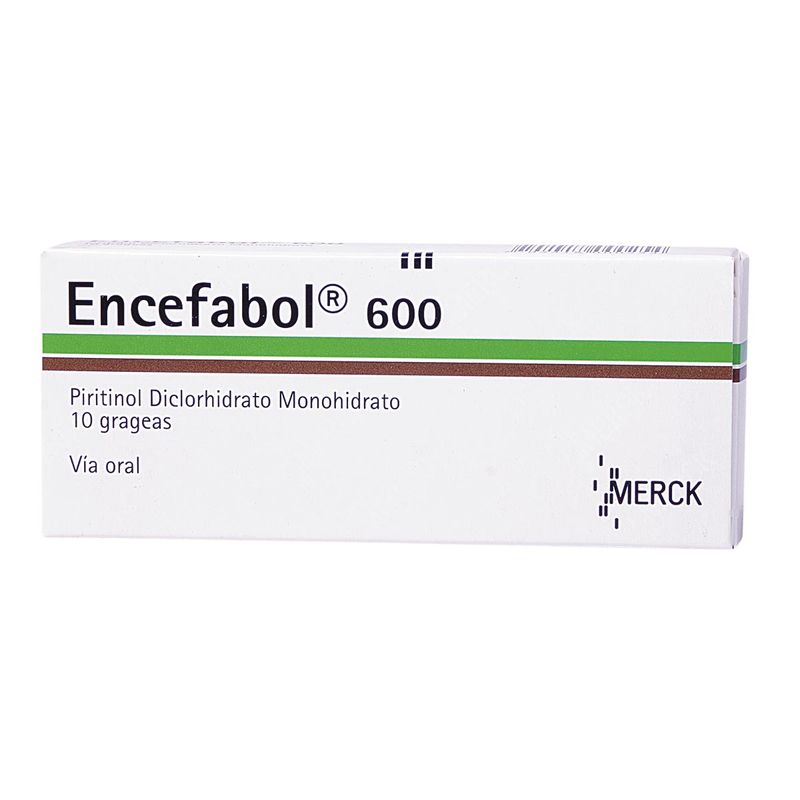 Encefabol® 600
Piritinol Diclorhidrato Monohidrato
10 grageas
Vía oral
MERCK